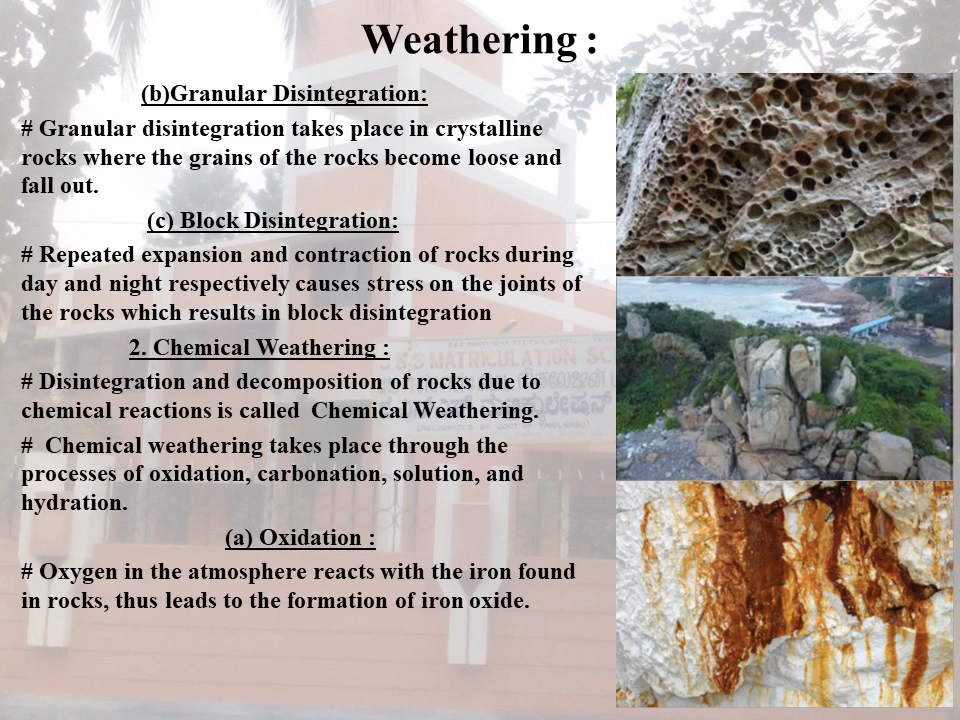 Weathering :
(b)Granular Disintegration:
# Granular disintegration takes place in crystalline
rocks where the grains of the rocks become loose and
fall out.
(c) Block Disintegration:
# Repeated expansion and contraction of rocks during
day and night respectively causes stress on the joints of
the rocks which results in block disintegration
2. Chemical Weathering :
# Disintegration and decomposition of rocks due to
chemical reactions is called  Chemical Weathering.
#  Chemical weathering takes place through the
processes of oxidation, carbonation, solution, and
hydration.
(a) Oxidation :
# Oxygen in the atmosphere reacts with the iron found
in rocks, thus leads to the formation of iron oxide.
S S MATRICULATION